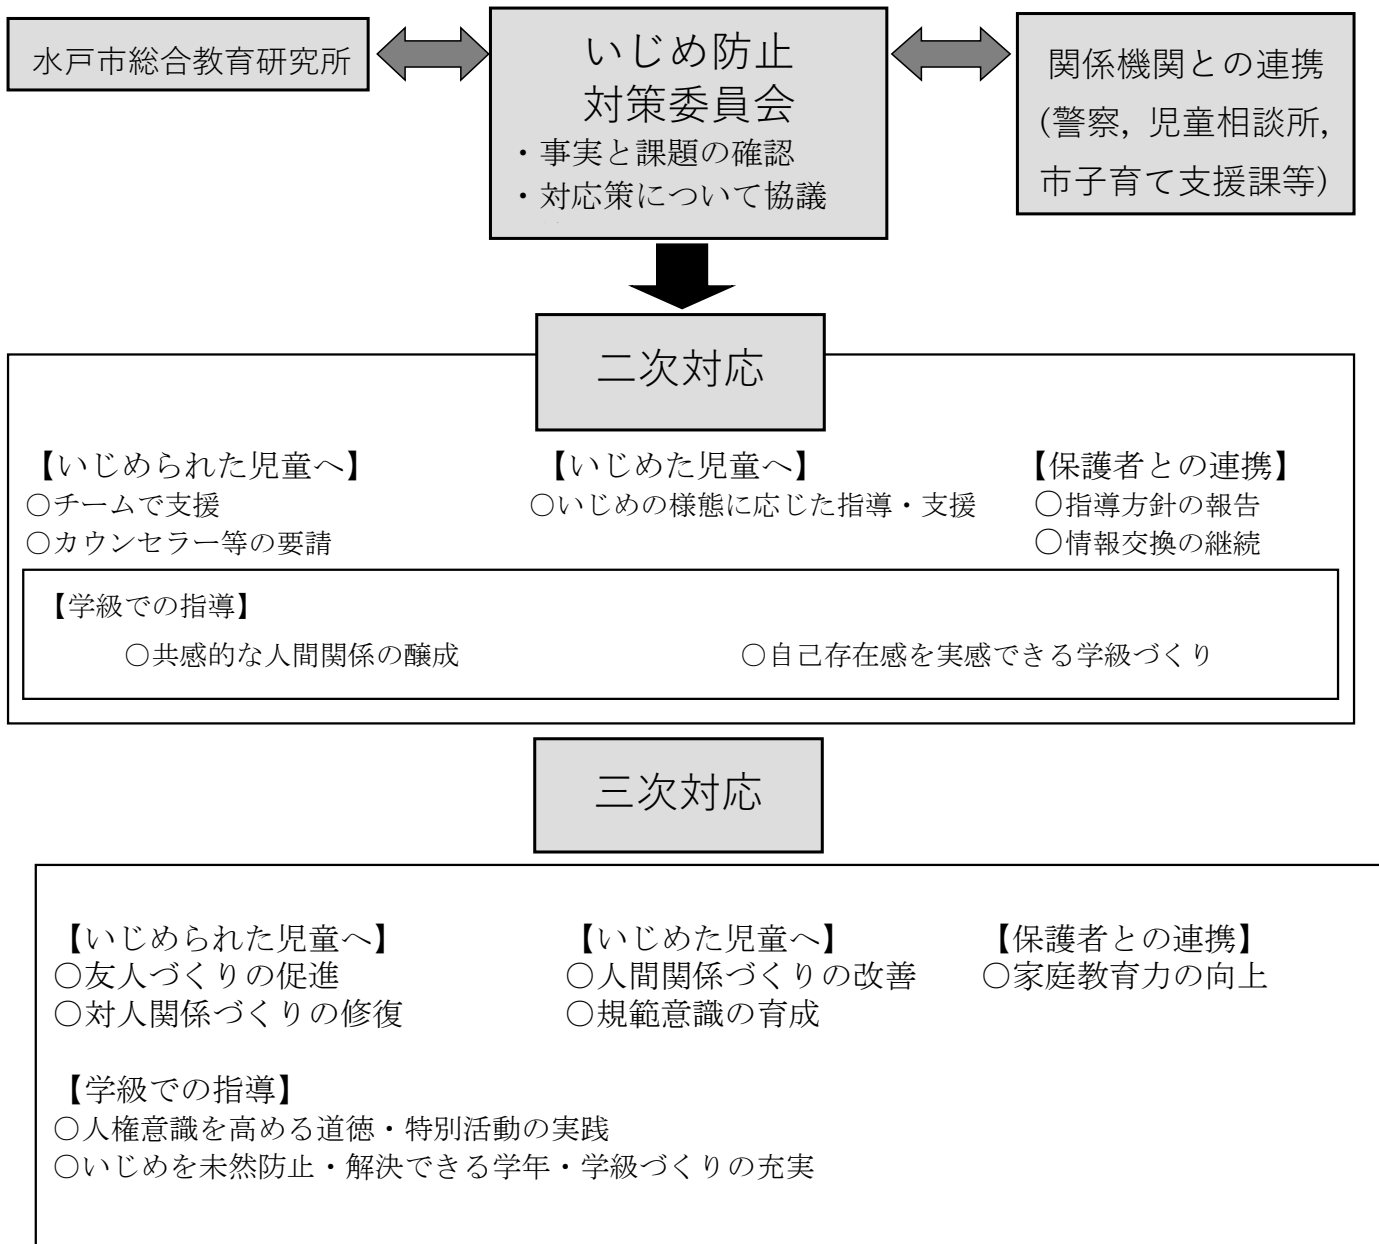 水戸市総合教育研究所
いじめ防止
対策委員会
・事実と課題の確認
・対応策について協議
関係機関との連携
(警察, 児童相談所,
市子育て支援課等)
二次対応
【いじめられた児童へ】
○チームで支援
○カウンセラー等の要請
【いじめた児童へ】
○いじめの様態に応じた指導・支援
【保護者との連携】
○指導方針の報告
○情報交換の継続
【学級での指導】
○共感的な人間関係の醸成
○自己存在感を実感できる学級づくり
三次対応
【いじめられた児童へ】
○友人づくりの促進
○対人関係づくりの修復
【いじめた児童へ】
○人間関係づくりの改善
○規範意識の育成
【保護者との連携】
○家庭教育力の向上
【学級での指導】
○人権意識を高める道徳・特別活動の実践
○いじめを未然防止・解決できる学年・学級づくりの充実